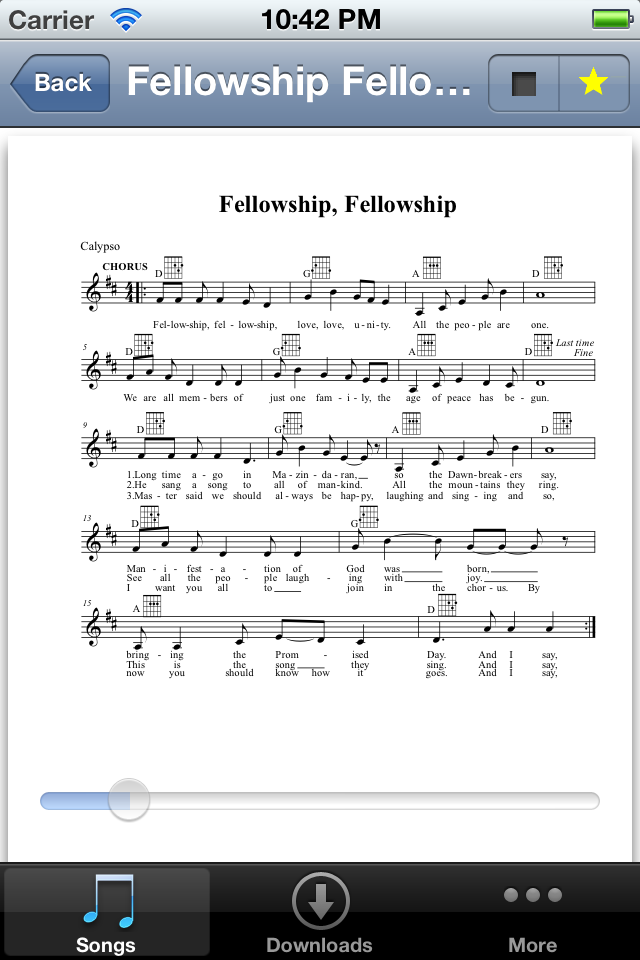 Carrier 10:42 PM
Back Fellowship Fello...
Fellowship, Fellowship
Calypso
CHORUS
D G A D
4 4
Fel-low-ship, fel - low-ship, love, love, u - ni-ty. All the peo - ple are one.
5 D G A D Last time
Fine
We are all mem - bers of just one fam - i - ly, the age of peace has be - gun.
9 D G A D
1.Long time a - go in Ma - zin - da - ran, so the Dawn-break - ers say,
2.He sang a song to all of man-kind. All the moun - tains they ring.
3.Mas - ter said we should al - ways be hap - py, laughing and sing - ing and so,
13 D G
Man - i - fest - a - tion of God was born,
See all the peo - ple laugh - ing with joy.
I want you all to join in the chor - us. By
15 A D
bring - ing the Prom - ised Day. And I say,
This is the song they sing. And I say,
now you should know how it goes. And I say,
Songs Downloads More